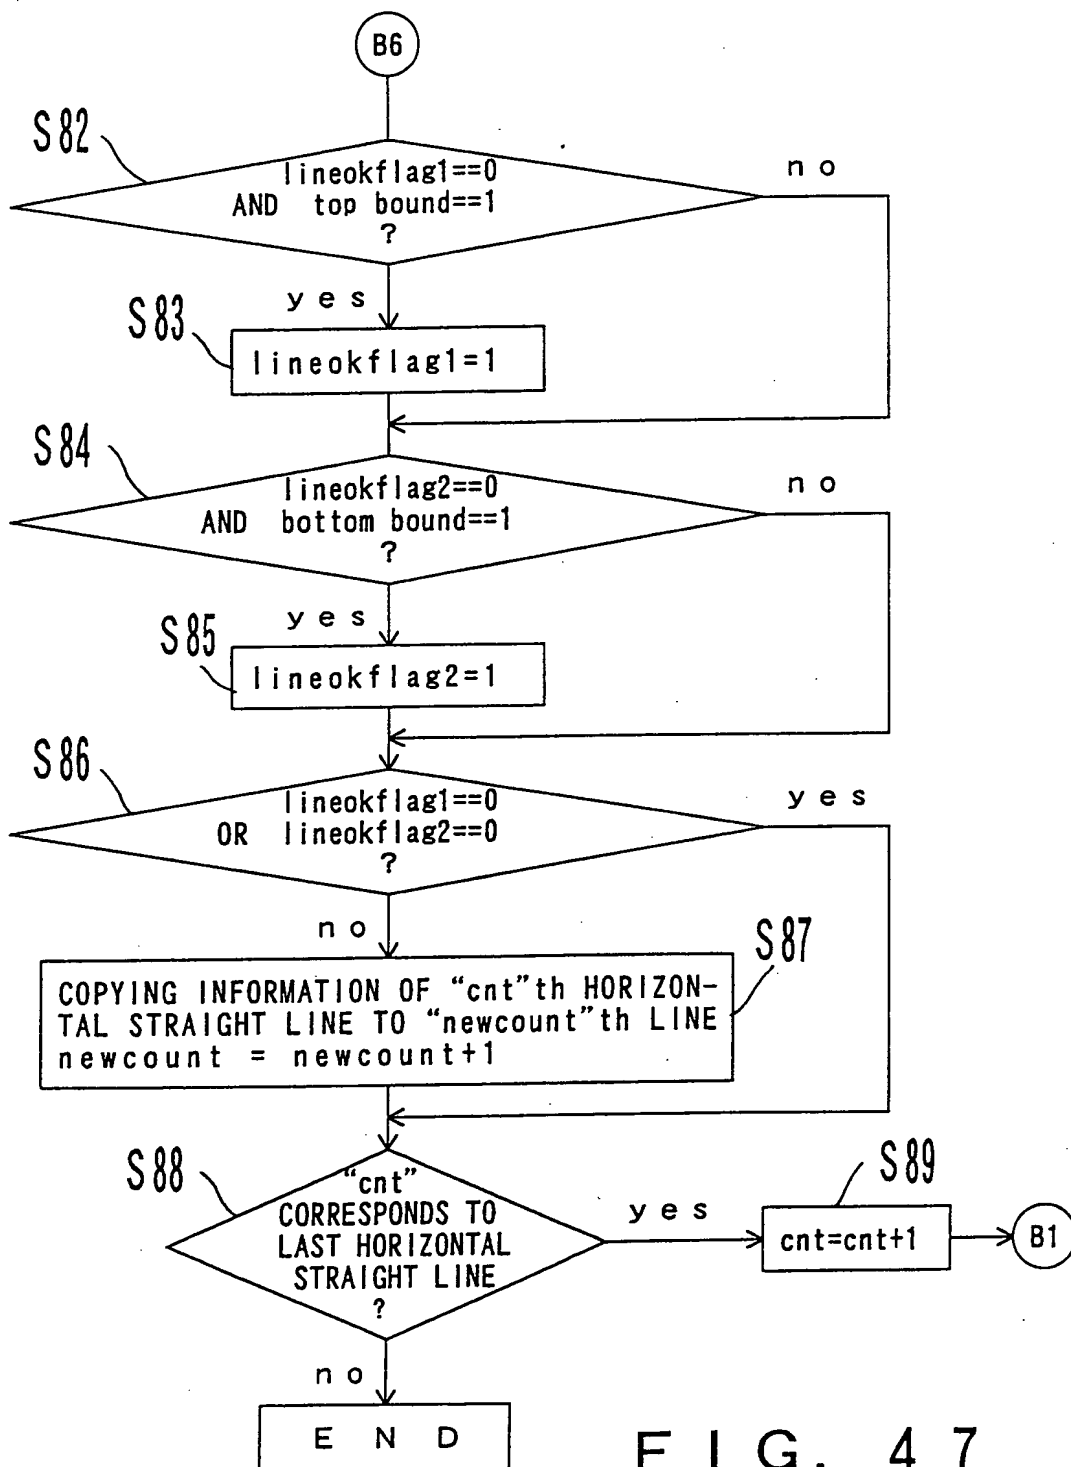 B6
S82
lineokflag1==0
AND top bound==1
?
no
yes
S83
lineokflag1=1
S84
lineokflag2==0
AND bottom bound==1
?
no
yes
S85
lineokflag2=1
S86
lineokflag1==0
OR lineokflag2==0
?
yes
no
S87
COPYING INFORMATION OF “cnt”th HORIZON-
TAL STRAIGHT LINE TO “newcount”th LINE
newcount = newcount+1
S88
“cnt”
CORRESPONDS TO
LAST HORIZONTAL
STRAIGHT LINE
?
yes
S89
cnt=cnt+1
B1
no
END
FIG. 47